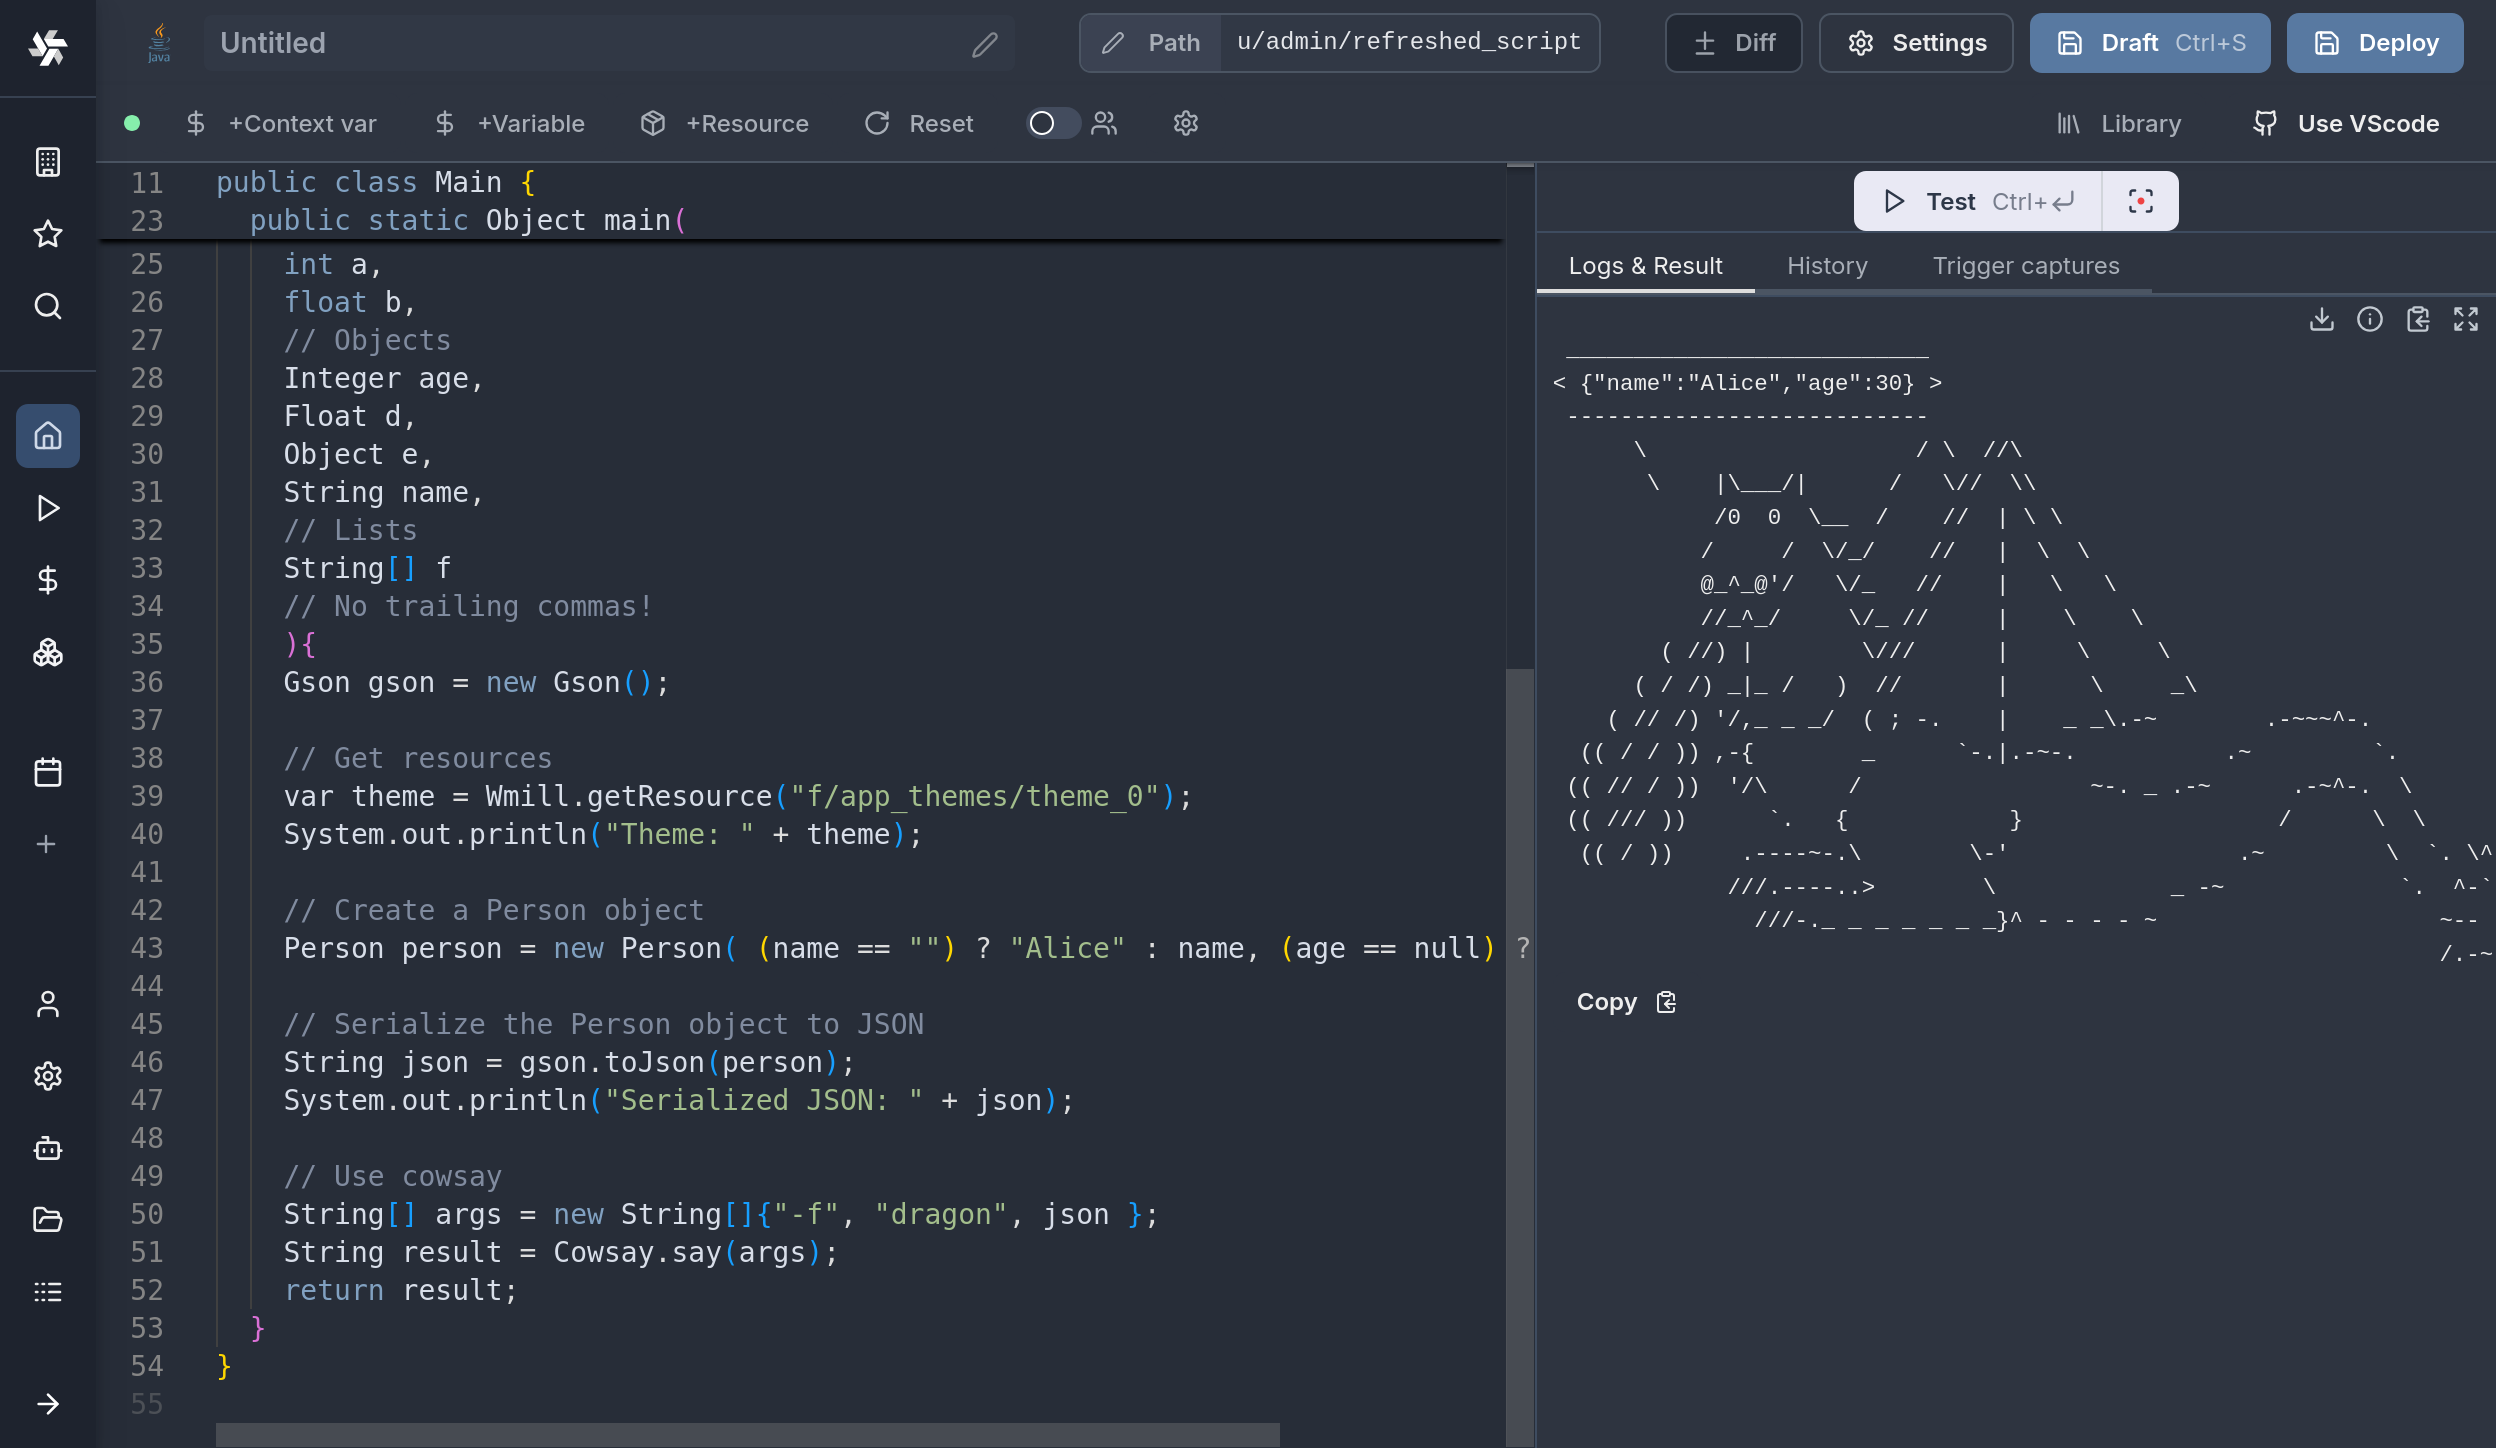 Java
Untitled
Path u/admin/refreshed_script
Diff
Settings
Draft Ctrl+S
Deploy
+Context var
+Variable
+Resource
Reset
Library
Use VScode
11 public class Main {
23   public static Object main(
25     int a,
26     float b,
27     // Objects
28     Integer age,
29     Float d,
30     Object e,
31     String name,
32     // Lists
33     String[] f
34     // No trailing commas!
35     ){
36     Gson gson = new Gson();
37
38     // Get resources
39     var theme = Wmill.getResource("f/app_themes/theme_0");
40     System.out.println("Theme: " + theme);
41
42     // Create a Person object
43     Person person = new Person( (name == "") ? "Alice" : name, (age == null) ?
44
45     // Serialize the Person object to JSON
46     String json = gson.toJson(person);
47     System.out.println("Serialized JSON: " + json);
48
49     // Use cowsay
50     String[] args = new String[]{"-f", "dragon", json };
51     String result = Cowsay.say(args);
52     return result;
53   }
54 }
55
Test Ctrl+
Logs & Result
History
Trigger captures
 ___________________________
< {"name":"Alice","age":30} >
 ---------------------------
      \                    / \  //\
       \    |\___/|      /   \//  \\
            /0  0  \__  /    //  | \ \
           /     /  \/_/    //   |  \  \
           @_^_@'/   \/_   //    |   \   \
           //_^_/     \/_ //     |    \    \
        ( //) |        \///      |     \     \
      ( / /) _|_ /   )  //       |      \     _\
    ( // /) '/,_ _ _/  ( ; -.    |    _ _\.-~        .-~~~^-.
  (( / / )) ,-{        _      `-.|.-~-.           .~         `.
 (( // / ))  '/\      /                 ~-. _ .-~      .-~^-.  \
 (( /// ))      `.   {            }                   /      \  \
  (( / ))     .----~-.\        \-'                 .~         \  `. \^
             ///.----..>        \             _ -~             `.  ^-`
               ///-._ _ _ _ _ _ _}^ - - - - ~                     ~--
                                                                  /.-~
Copy